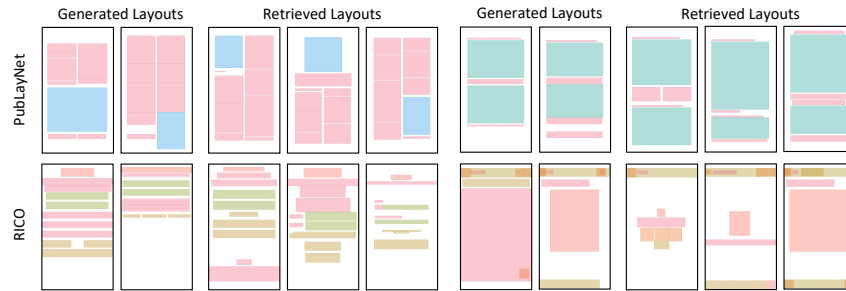 Generated Layouts
Retrieved Layouts
Generated Layouts
Retrieved Layouts
PubLayNet
RICO